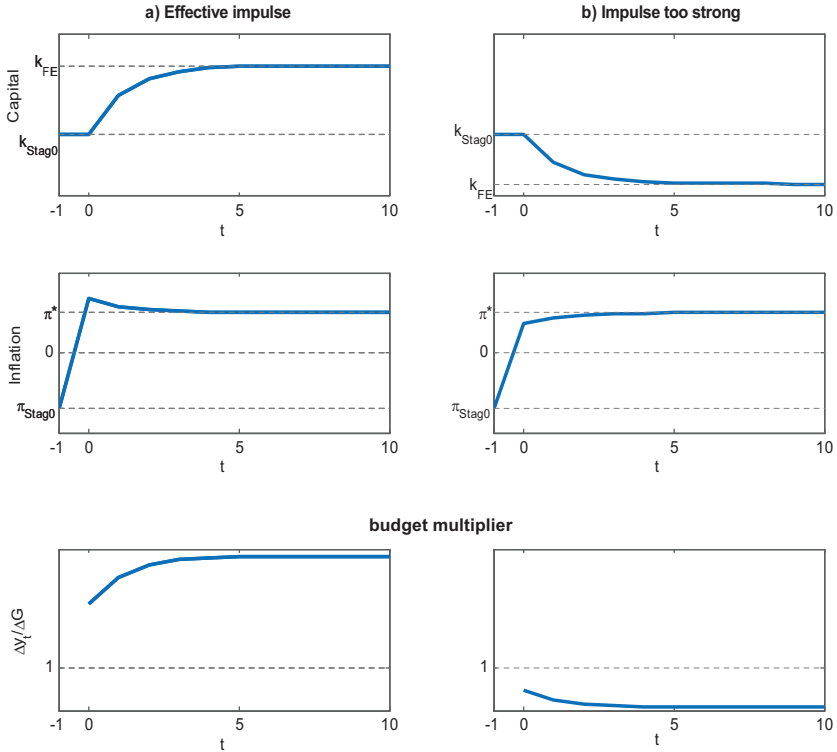 a) Effective impulse
b) Impulse too strong
Capital
k_FE
k_Stag0
-1 0 5 10
t
k_Stag0
k_FE
-1 0 5 10
t
Inflation
π*
0
π_Stag0
-1 0 5 10
t
π*
0
π_Stag0
-1 0 5 10
t
budget multiplier
Δy_t/ΔG
1
-1 0 5 10
t
1
-1 0 5 10
t